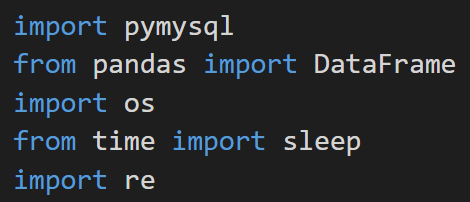 import pymysql
from pandas import DataFrame
import os
from time import sleep
import re